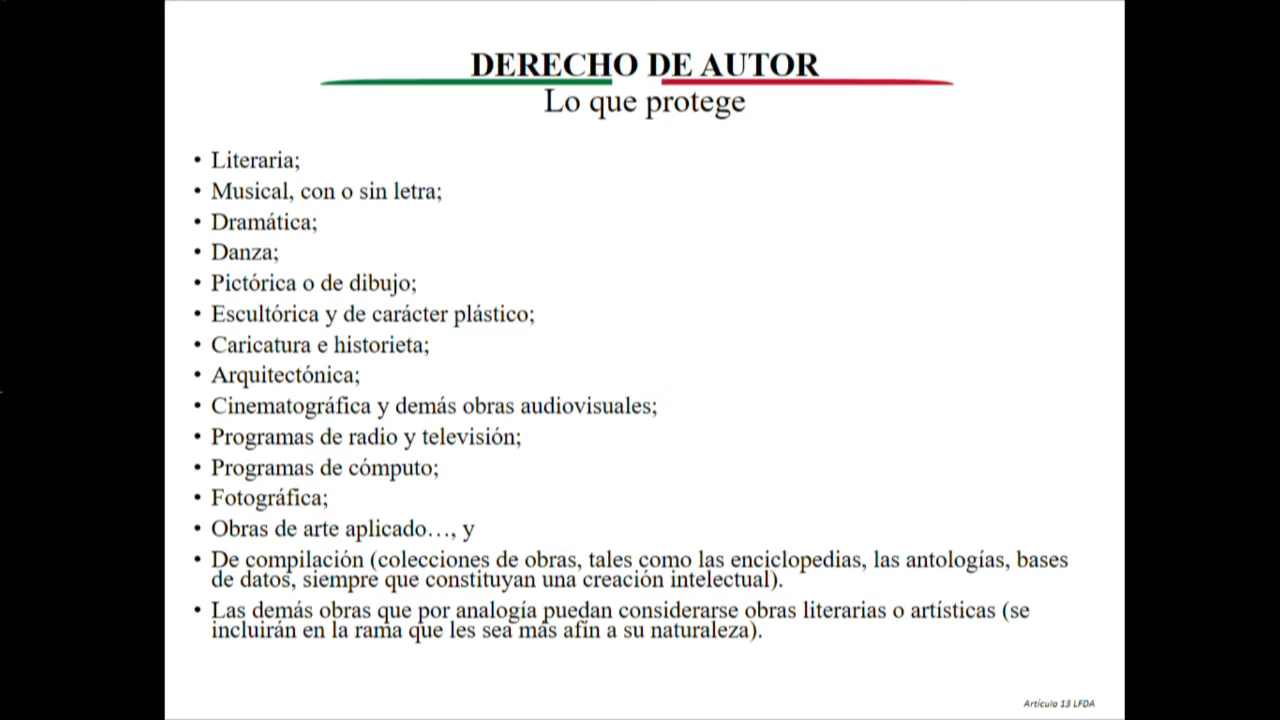 DERECHO DE AUTOR
Lo que protege
• Literaria;
• Musical, con o sin letra;
• Dramática;
• Danza;
• Pictórica o de dibujo;
• Escultórica y de carácter plástico;
• Caricatura e historieta;
• Arquitectónica;
• Cinematográfica y demás obras audiovisuales;
• Programas de radio y televisión;
• Programas de cómputo;
• Fotográfica;
• Obras de arte aplicado…, y
• De compilación (colecciones de obras, tales como las enciclopedias, las antologías, bases
de datos, siempre que constituyan una creación intelectual).
• Las demás obras que por analogía puedan considerarse obras literarias o artísticas (se
incluirán en la rama que les sea más afín a su naturaleza).
Artículo 13 LFDA